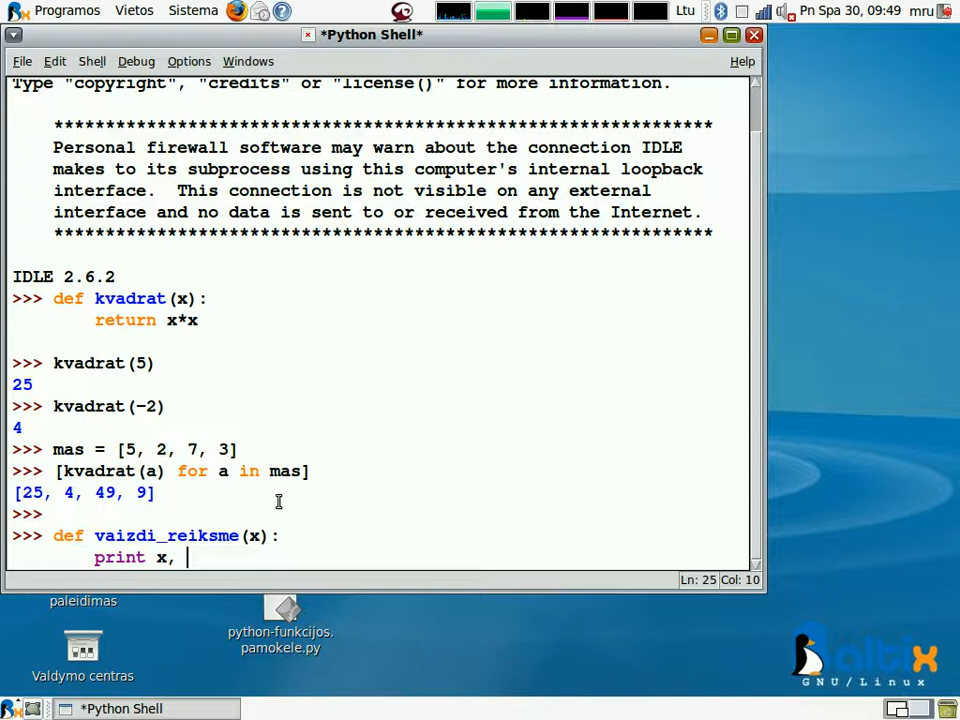 Programos Vietos Sistema Ltu Pn Spa 30, 09:49 mru
*Python Shell*
File Edit Shell Debug Options Windows Help
Type "copyright", "credits" or "license()" for more information.
****************************************************************
Personal firewall software may warn about the connection IDLE
makes to its subprocess using this computer's internal loopback
interface.  This connection is not visible on any external
interface and no data is sent to or received from the Internet.
****************************************************************
IDLE 2.6.2
>>> def kvadrat(x):
return x*x
>>> kvadrat(5)
25
>>> kvadrat(-2)
4
>>> mas = [5, 2, 7, 3]
>>> [kvadrat(a) for a in mas]
[25, 4, 49, 9]
>>>
>>> def vaizdi_reiksme(x):
print x,
Ln: 25 Col: 10
paleidimas
python-funkcijos.
pamokele.py
Valdymo centras
Baltix
GNU/Linux
*Python Shell